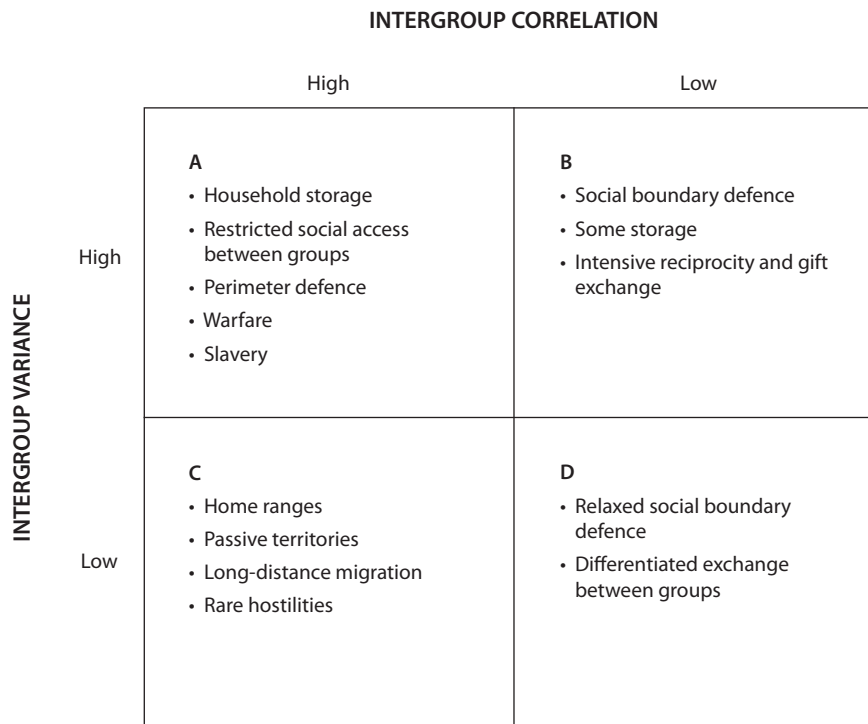 INTERGROUP CORRELATION
High
Low
INTERGROUP VARIANCE
High
A
• Household storage
• Restricted social access
between groups
• Perimeter defence
• Warfare
• Slavery
B
• Social boundary defence
• Some storage
• Intensive reciprocity and gift
exchange
Low
C
• Home ranges
• Passive territories
• Long-distance migration
• Rare hostilities
D
• Relaxed social boundary
defence
• Differentiated exchange
between groups